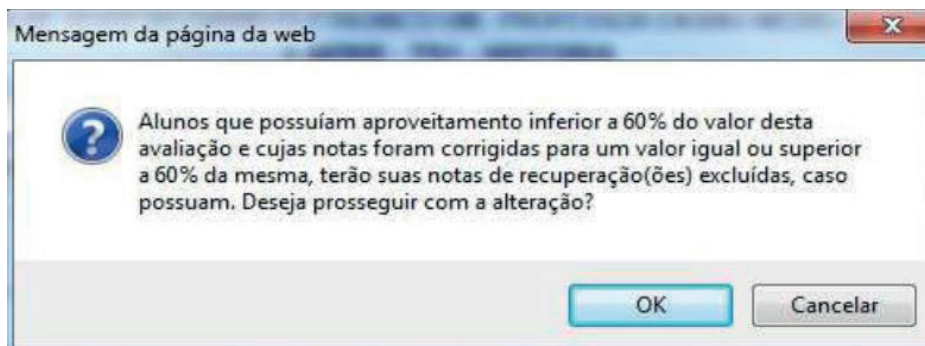 Mensagem da página da web
Alunos que possuíam aproveitamento inferior a 60% do valor desta
avaliação e cujas notas foram corrigidas para um valor igual ou superior
a 60% da mesma, terão suas notas de recuperação(ões) excluídas, caso
possuam. Deseja prosseguir com a alteração?
OK
Cancelar